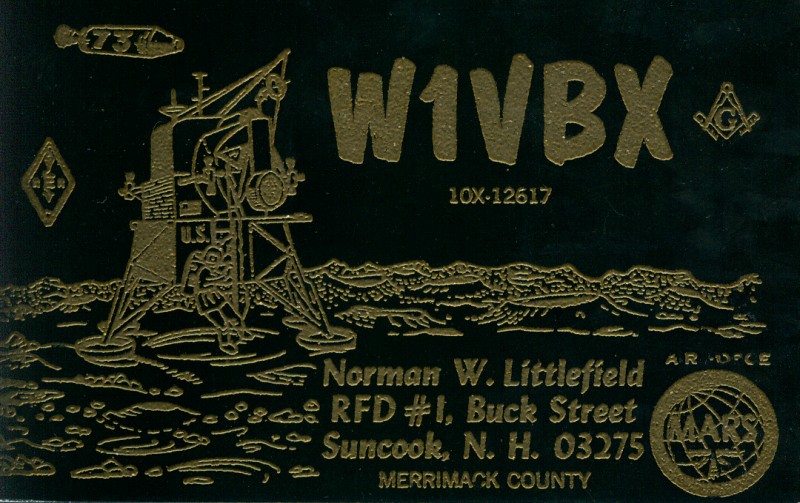 73
W1VBX
G
10X-12617
U.S.
Norman W. Littlefield
RFD #1, Buck Street
Suncook, N. H. 03275
MERRIMACK COUNTY
AIR FORCE
MARS